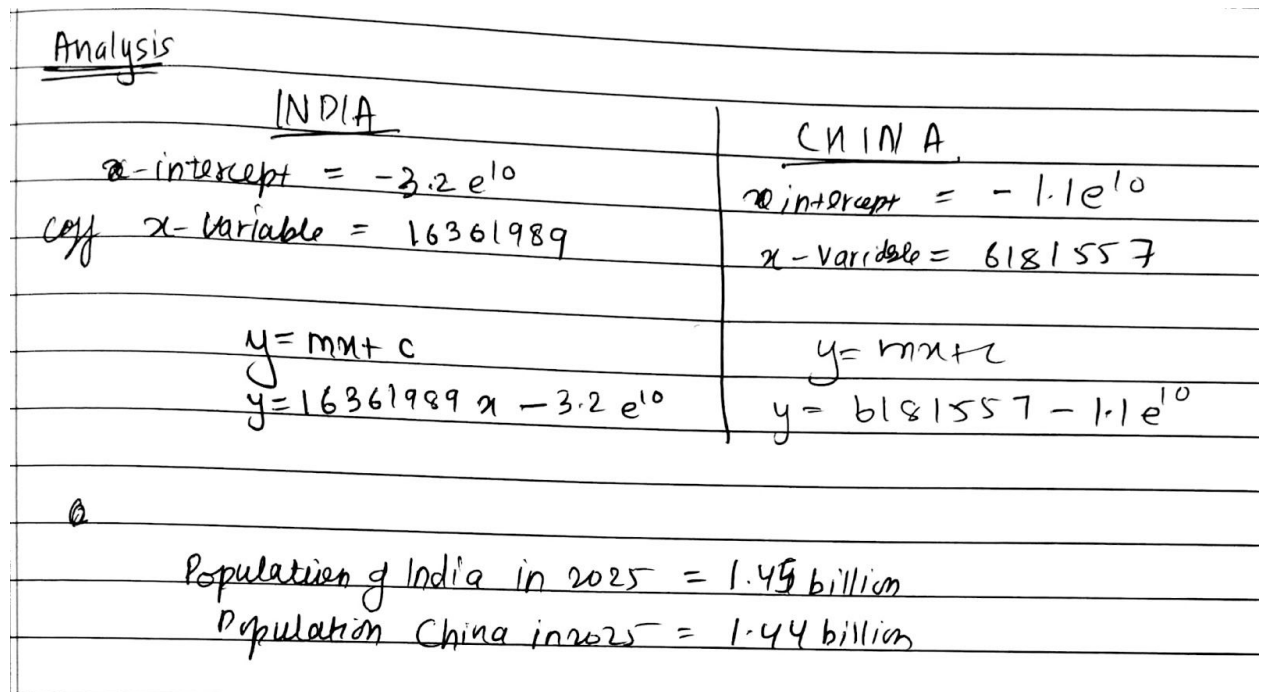 Analysis
INDIA
x-intercept = -3.2 e¹⁰
coff x-variable = 16361989
y = mx + c
y = 16361989 x - 3.2 e¹⁰
CHINA
x intercept = - 1.1e¹⁰
x-variable = 6181557
y = mx + c
y = 6181557 - 1.1 e¹⁰
Population of India in 2025 = 1.45 billion
Population China in 2025 = 1.44 billion